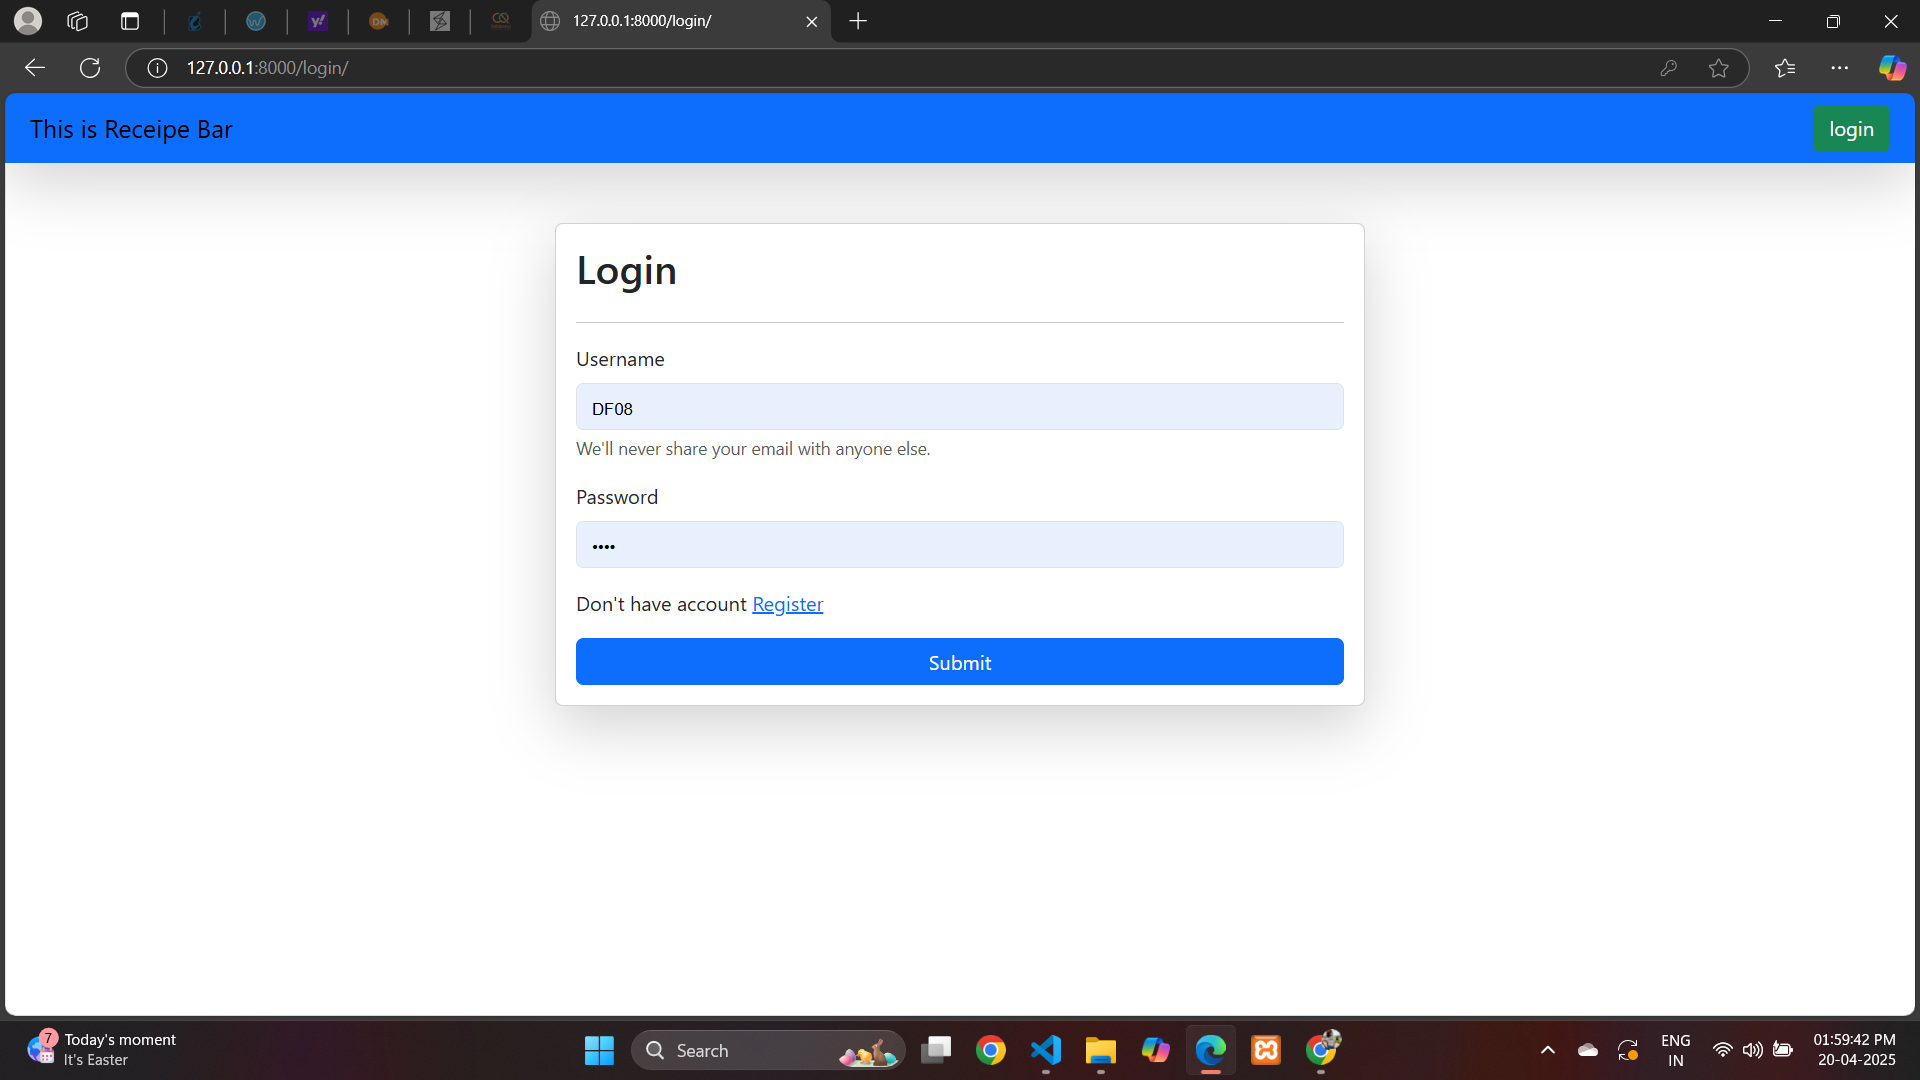 127.0.0.1:8000/login/
127.0.0.1:8000/login/
This is Receipe Bar
login
Login
Username
DF08
We'll never share your email with anyone else.
Password
••••
Don't have account Register
Submit
7
Today's moment
It's Easter
Search
ENG
IN
01:59:42 PM
20-04-2025
y!
DM